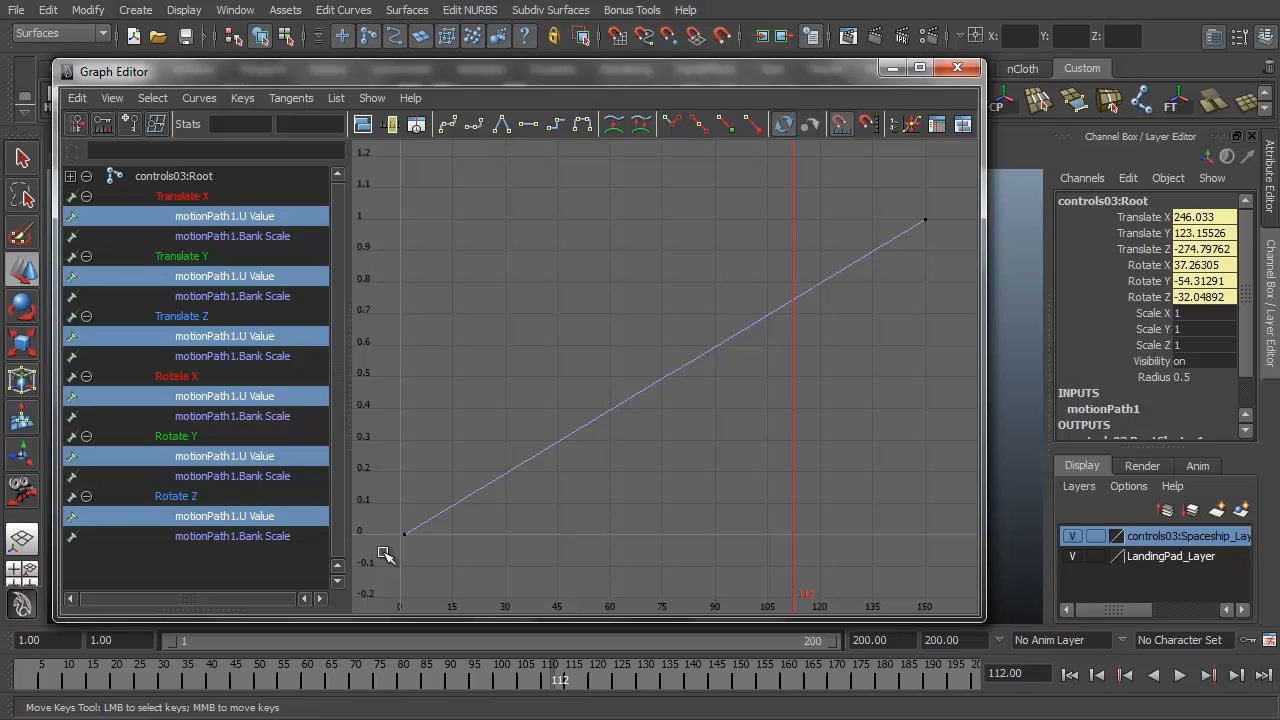 File Edit Modify Create Display Window Assets Edit Curves Surfaces Edit NURBS Subdiv Surfaces Bonus Tools Help
Surfaces X: Y: Z:
Graph Editor
nCloth Custom
Edit View Select Curves Keys Tangents List Show Help
CP FT
Stats
Channel Box / Layer Editor
Channels Edit Object Show
Attribute Editor
Channel Box / Layer Editor
controls03:Root
Translate X
motionPath1.U Value
motionPath1.Bank Scale
Translate Y
motionPath1.U Value
motionPath1.Bank Scale
Translate Z
motionPath1.U Value
motionPath1.Bank Scale
Rotate X
motionPath1.U Value
motionPath1.Bank Scale
Rotate Y
motionPath1.U Value
motionPath1.Bank Scale
Rotate Z
motionPath1.U Value
motionPath1.Bank Scale
1.2
1.1
1
0.9
0.8
0.7
0.6
0.5
0.4
0.3
0.2
0.1
0
-0.1
-0.2
112
0 15 30 45 60 75 90 105 120 135 150
controls03:Root
Translate X 246.033
Translate Y 123.15526
Translate Z -274.79762
Rotate X 37.26305
Rotate Y -54.31291
Rotate Z -32.04892
Scale X 1
Scale Y 1
Scale Z 1
Visibility on
Radius 0.5
INPUTS
motionPath1
OUTPUTS
Display Render Anim
Layers Options Help
V controls03:Spaceship_Lay
V LandingPad_Layer
1.00 1.00 1 200 200.00 200.00 No Anim Layer No Character Set
5 10 15 20 25 30 35 40 45 50 55 60 65 70 75 80 85 90 95 100 105 110 115 120 125 130 135 140 145 150 155 160 165 170 175 180 185 190 195 20
112 112.00
Move Keys Tool: LMB to select keys; MMB to move keys